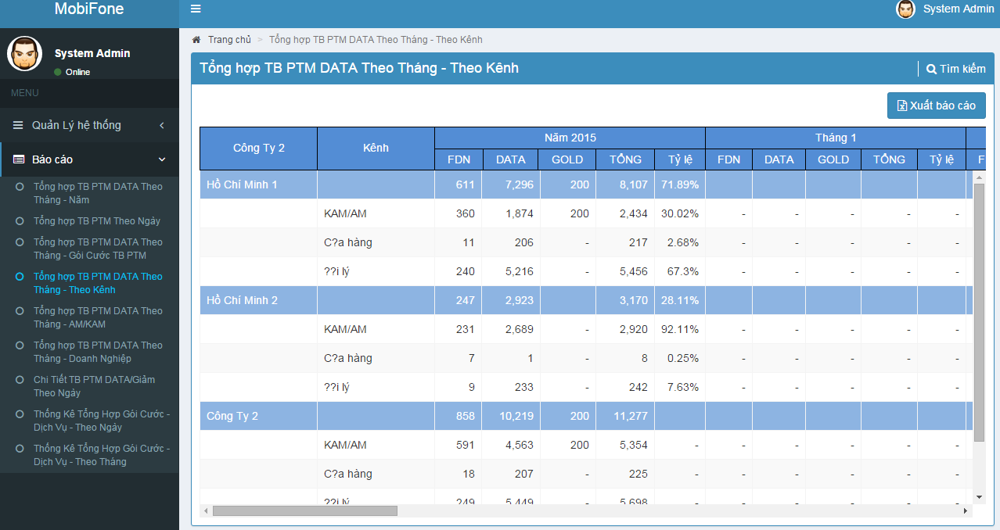 MobiFone
System Admin
System Admin
Online
MENU
Quản Lý hệ thống
Báo cáo
Tổng hợp TB PTM DATA Theo
Tháng - Năm
Tổng hợp TB PTM Theo Ngày
Tổng hợp TB PTM DATA Theo
Tháng - Gói Cước TB PTM
Tổng hợp TB PTM DATA Theo
Tháng - Theo Kênh
Tổng hợp TB PTM DATA Theo
Tháng - AM/KAM
Tổng hợp TB PTM DATA Theo
Tháng - Doanh Nghiệp
Chi Tiết TB PTM DATA/Giảm
Theo Ngày
Thống Kê Tổng Hợp Gói Cước -
Dịch Vụ - Theo Ngày
Thống Kê Tổng Hợp Gói Cước -
Dịch Vụ - Theo Tháng
Trang chủ > Tổng hợp TB PTM DATA Theo Tháng - Theo Kênh
Tổng hợp TB PTM DATA Theo Tháng - Theo Kênh
Tìm kiếm
Xuất báo cáo
Công Ty 2 Kênh Năm 2015 Tháng 1
FDN DATA GOLD TỔNG Tỷ lệ FDN DATA GOLD TỔNG Tỷ lệ F
Hồ Chí Minh 1 611 7,296 200 8,107 71.89%
KAM/AM 360 1,874 200 2,434 30.02% - - - - -
C?a hàng 11 206 - 217 2.68% - - - - -
??i lý 240 5,216 - 5,456 67.3% - - - - -
Hồ Chí Minh 2 247 2,923 3,170 28.11%
KAM/AM 231 2,689 - 2,920 92.11% - - - - -
C?a hàng 7 1 - 8 0.25% - - - - -
??i lý 9 233 - 242 7.63% - - - - -
Công Ty 2 858 10,219 200 11,277
KAM/AM 591 4,563 200 5,354 - - - - - -
C?a hàng 18 207 - 225 - - - - - -
??i lý 249 5,449 - 5,698 - - - - - -